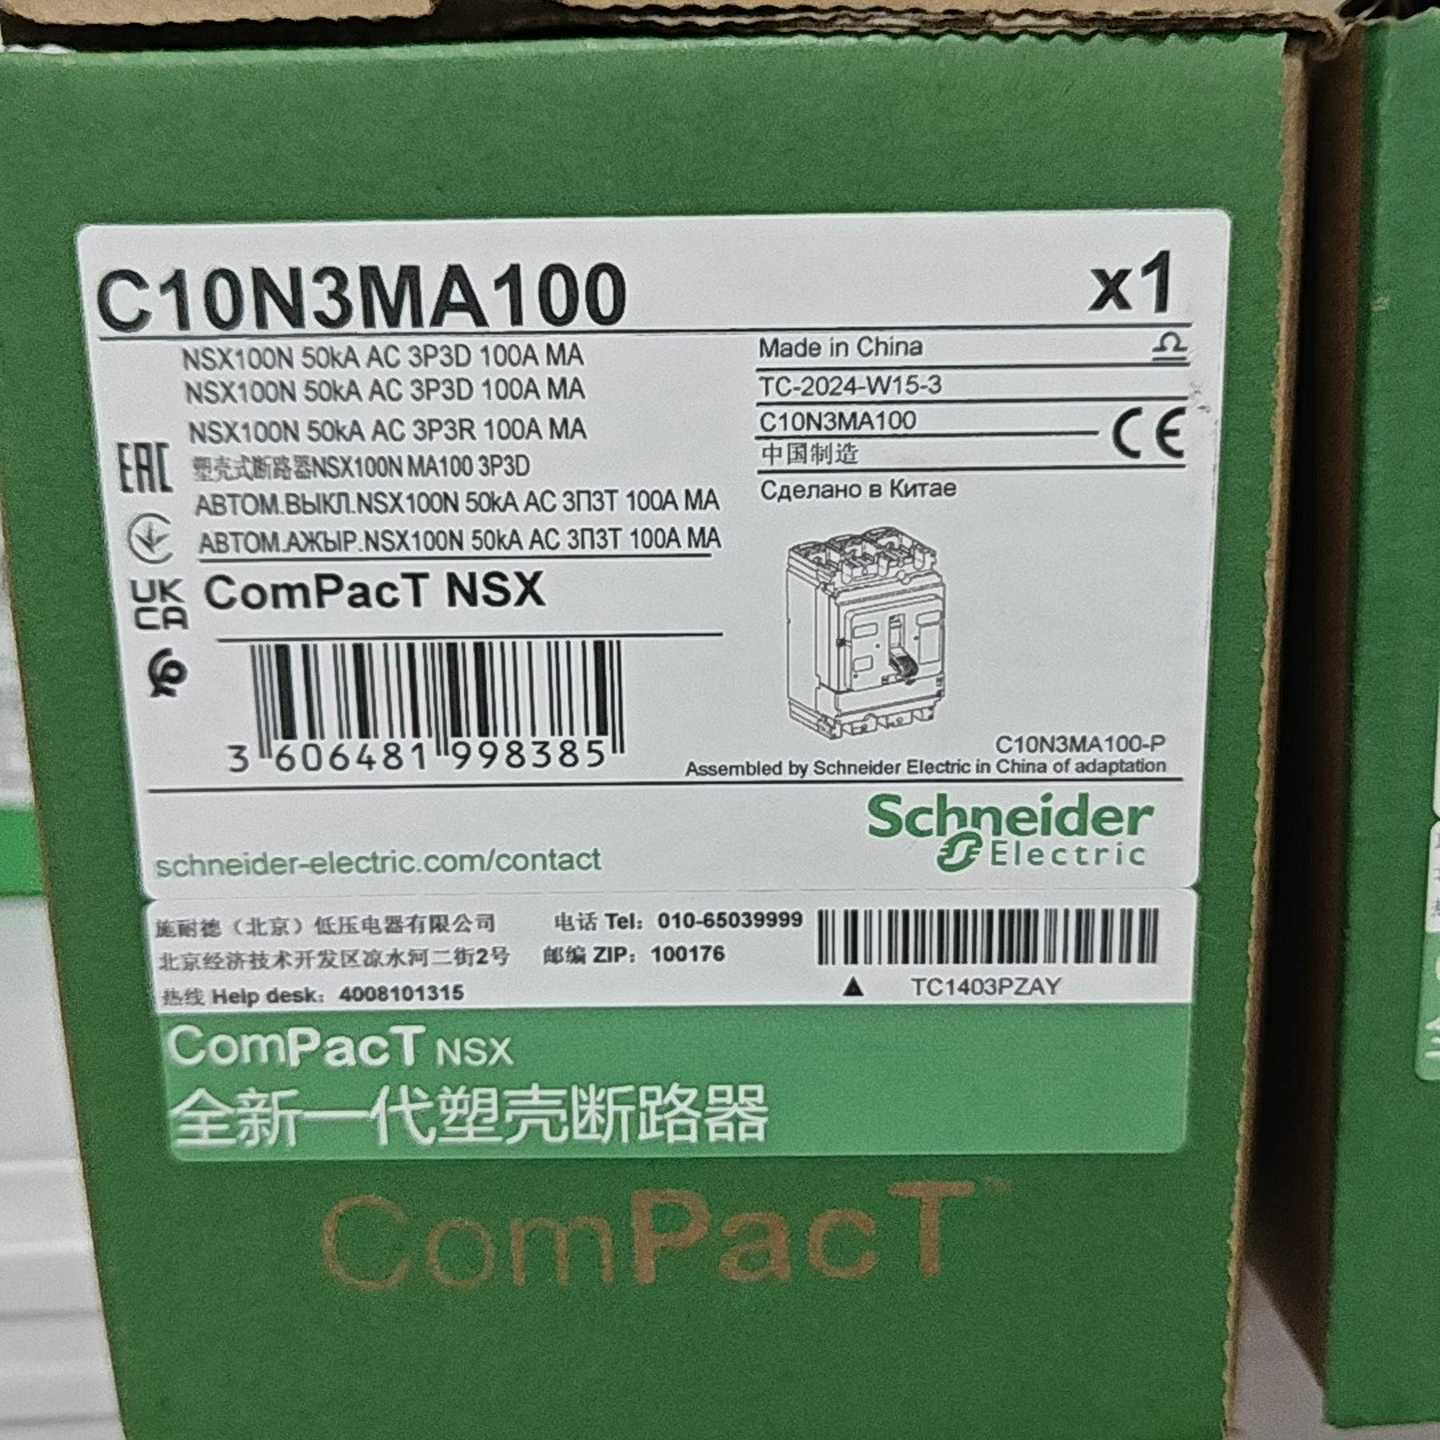 C10N3MA100 x1
NSX100N 50kA AC 3P3D 100A MA
NSX100N 50kA AC 3P3D 100A MA
NSX100N 50kA AC 3P3R 100A MA
塑壳式断路器NSX100N MA100 3P3D
АВТОМ.ВЫКЛ.NSX100N 50kA AC 3П3Т 100A MA
АВТОМ.АЖЫР.NSX100N 50kA AC 3П3Т 100A MA
Made in China
TC-2024-W15-3
C10N3MA100
中国制造
Сделано в Китае
CE
EAC
UK
CA
ComPacT NSX
3 606481 998385
C10N3MA100-P
Assembled by Schneider Electric in China of adaptation
Schneider
Electric
schneider-electric.com/contact
施耐德（北京）低压电器有限公司 电话 Tel：010-65039999
北京经济技术开发区凉水河二街2号 邮编 ZIP：100176
热线 Help desk：4008101315
▲ TC1403PZAY
ComPacT NSX
全新一代塑壳断路器
ComPacT™